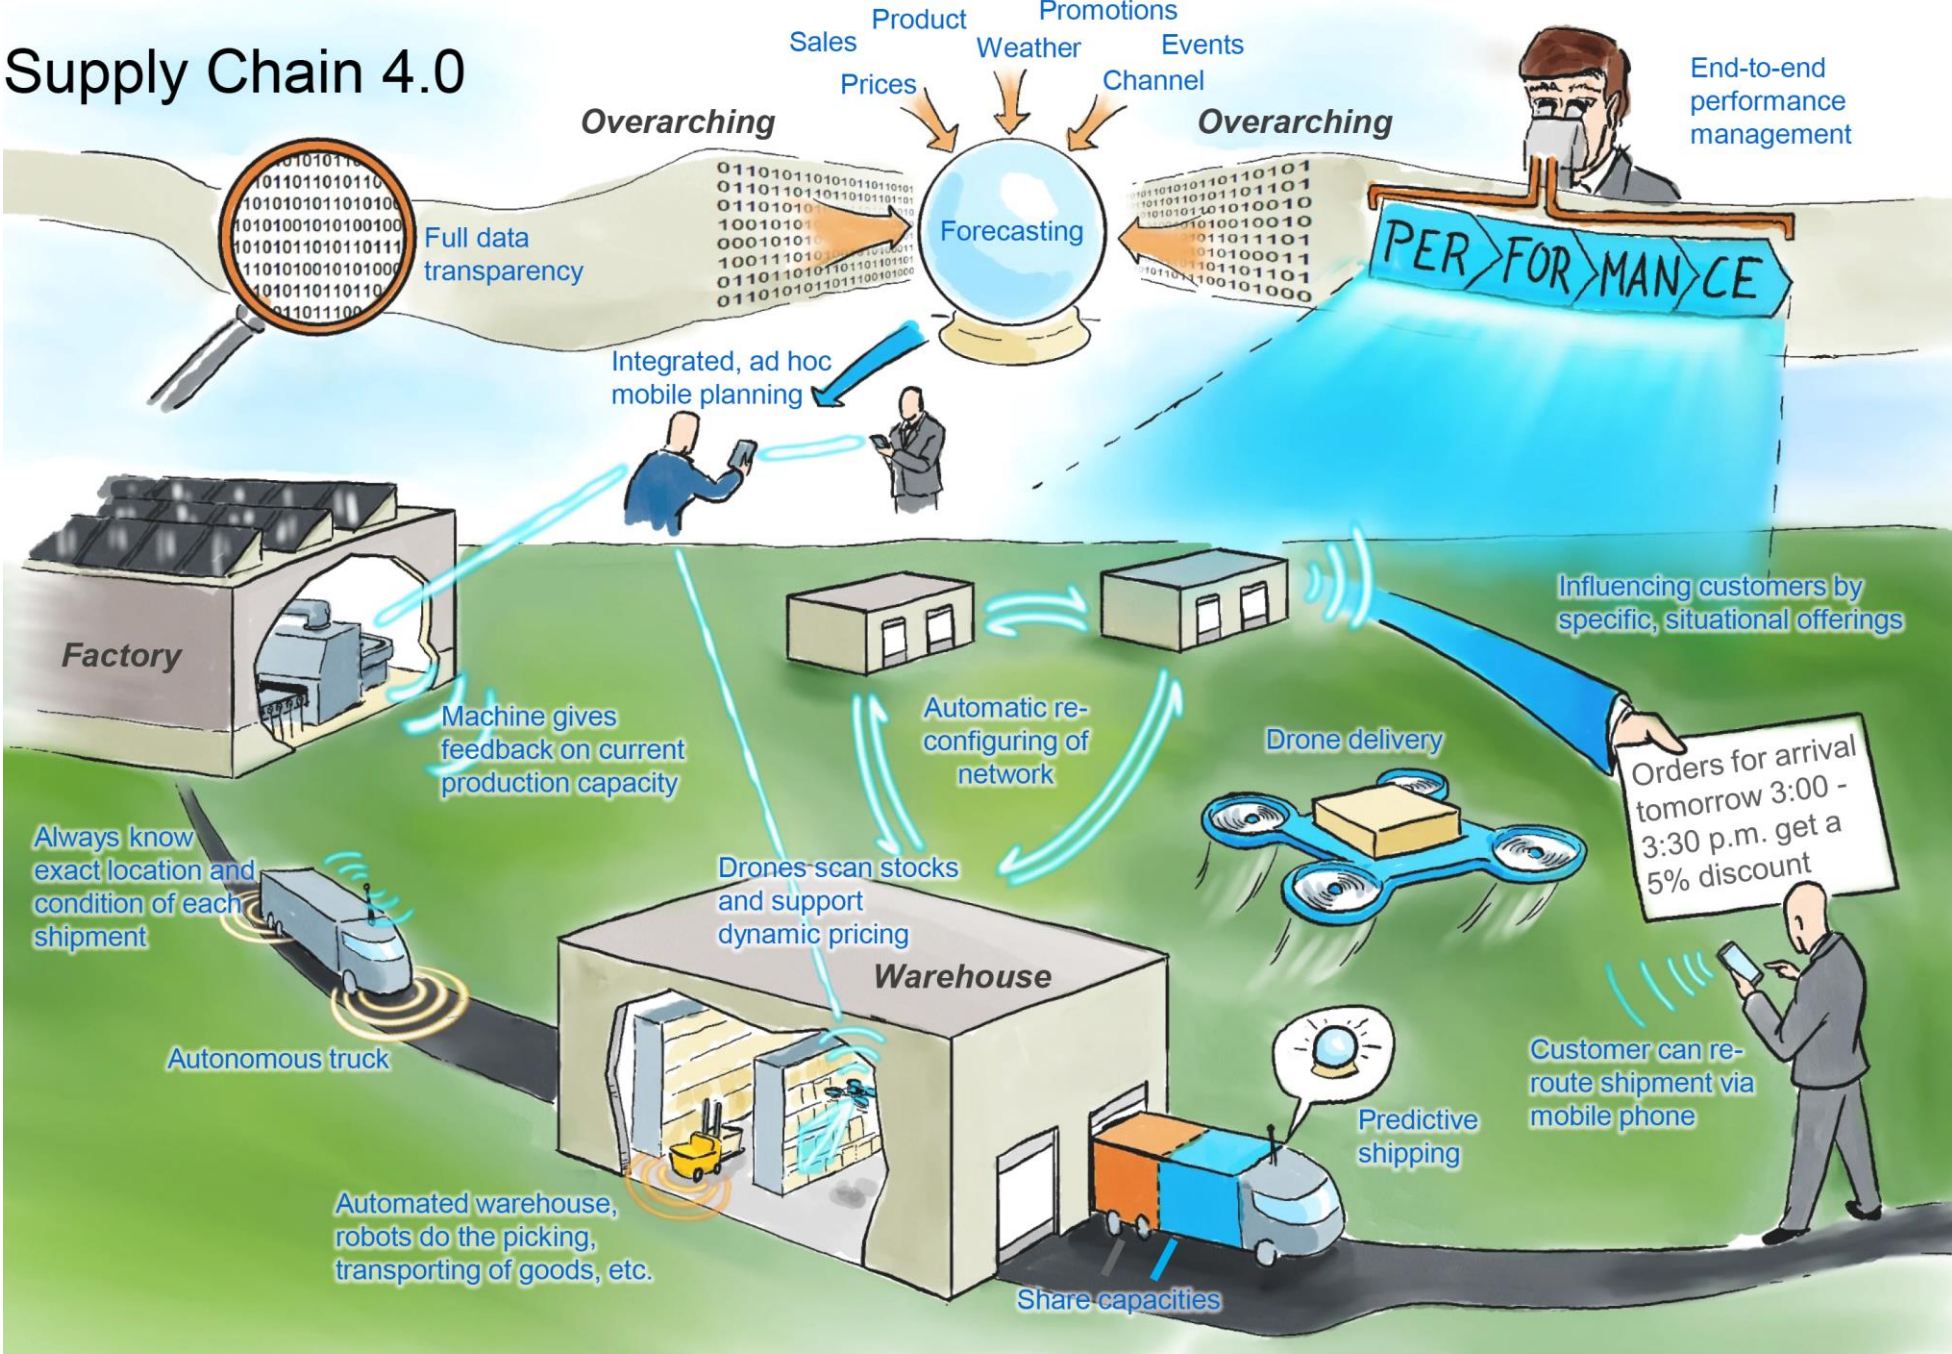 Supply Chain 4.0
Product
Promotions
Sales
Weather
Events
Prices
Channel
Overarching
Overarching
End-to-end
performance
management
Full data
transparency
Forecasting
PER FOR MAN CE
Integrated, ad hoc
mobile planning
Factory
Machine gives
feedback on current
production capacity
Automatic re-
configuring of
network
Influencing customers by
specific, situational offerings
Drone delivery
Orders for arrival
tomorrow 3:00 -
3:30 p.m. get a
5% discount
Always know
exact location and
condition of each
shipment
Autonomous truck
Drones scan stocks
and support
dynamic pricing
Warehouse
Customer can re-
route shipment via
mobile phone
Predictive
shipping
Automated warehouse,
robots do the picking,
transporting of goods, etc.
Share capacities